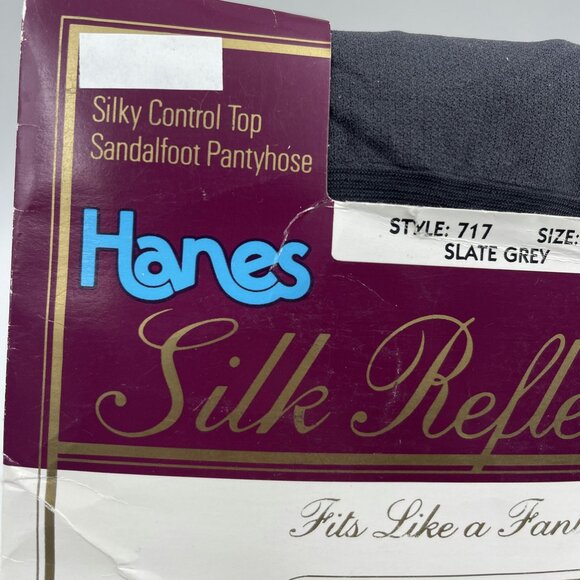 Silky Control Top
Sandalfoot Pantyhose
STYLE: 717 SIZE:
SLATE GREY
Hanes
Silk Refle
Fits Like a Fan